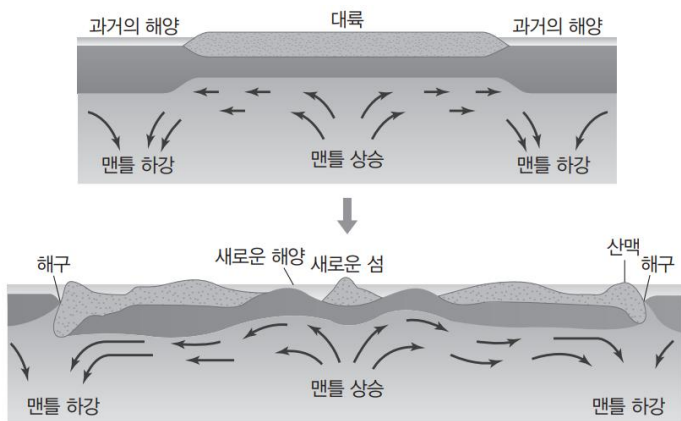 과거의 해양
대륙
과거의 해양
맨틀 하강
맨틀 상승
맨틀 하강
해구
새로운 해양
새로운 섬
산맥
해구
맨틀 하강
맨틀 상승
맨틀 하강